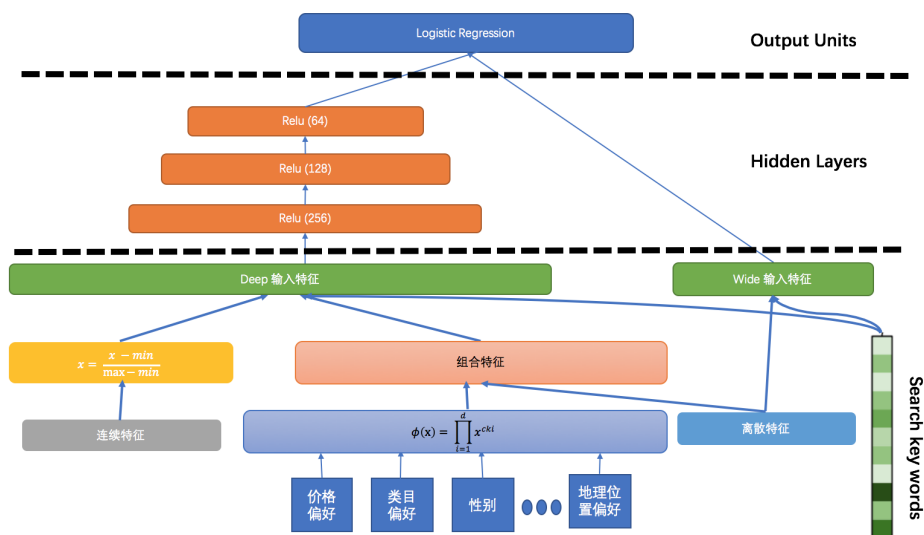 Logistic Regression
Output Units
Relu (64)
Relu (128)
Hidden Layers
Relu (256)
Deep 输入特征
Wide 输入特征
x = (x − min) / (max − min)
组合特征
连续特征
ϕ(x) = ∏_{i=1}^{d} x^{cki}
离散特征
Search key words
价格
偏好
类目
偏好
性别
地理位
置偏好